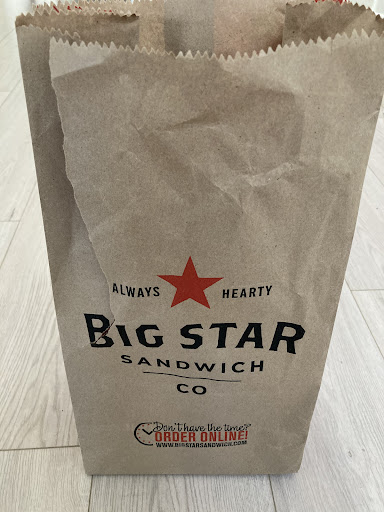 ALWAYS HEARTY
BIG STAR
SANDWICH
CO
Don't have the time?
ORDER ONLINE!
WWW.BIGSTARSANDWICH.COM